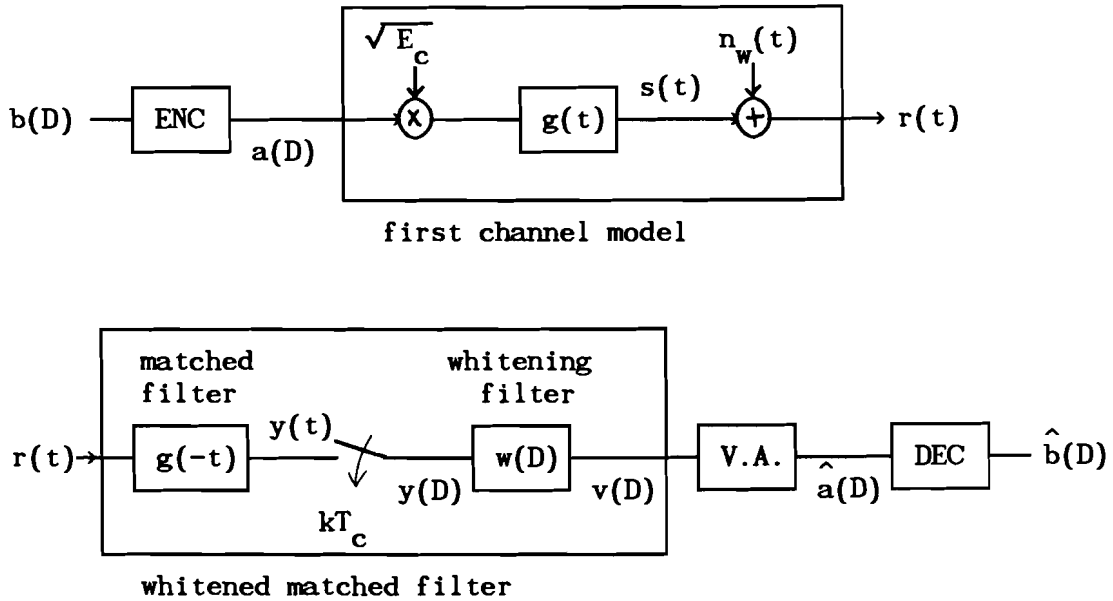 √E_c
n_w(t)
b(D)
ENC
a(D)
x
g(t)
s(t)
+
r(t)
first channel model
matched
filter
whitening
filter
r(t)
g(-t)
y(t)
kT_c
y(D)
w(D)
v(D)
V.A.
â(D)
DEC
b̂(D)
whitened matched filter